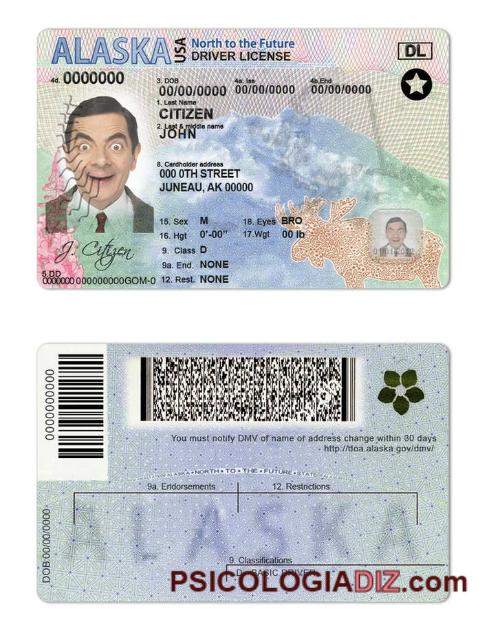 ALASKA USA North to the Future
DRIVER LICENSE
DL
4d. 0000000
3. DOB 4a. Iss 4b.End
00/00/0000 00/00/0000 00/00/0000
1. Last Name
CITIZEN
2. Last & middle name
JOHN
8. Cardholder address
000 0TH STREET
JUNEAU, AK 00000
15. Sex M 18. Eyes BRO
16. Hgt 0'-00" 17.Wgt 00 lb
9. Class D
9a. End. NONE
12. Rest. NONE
J. Citizen
5.DD
0000000 000000000GOM-0
0000000000
You must notify DMV of name or address change within 30 days
http://doa.alaska.gov/dmv/
ALASKA•NORTH•TO•THE•FUTURE•STATE
9a. Endorsements 12. Restrictions
ALASKA
DOB:00/00/0000
9. Classifications
D - BASIC DRIVER
PSICOLOGIADIZ.com